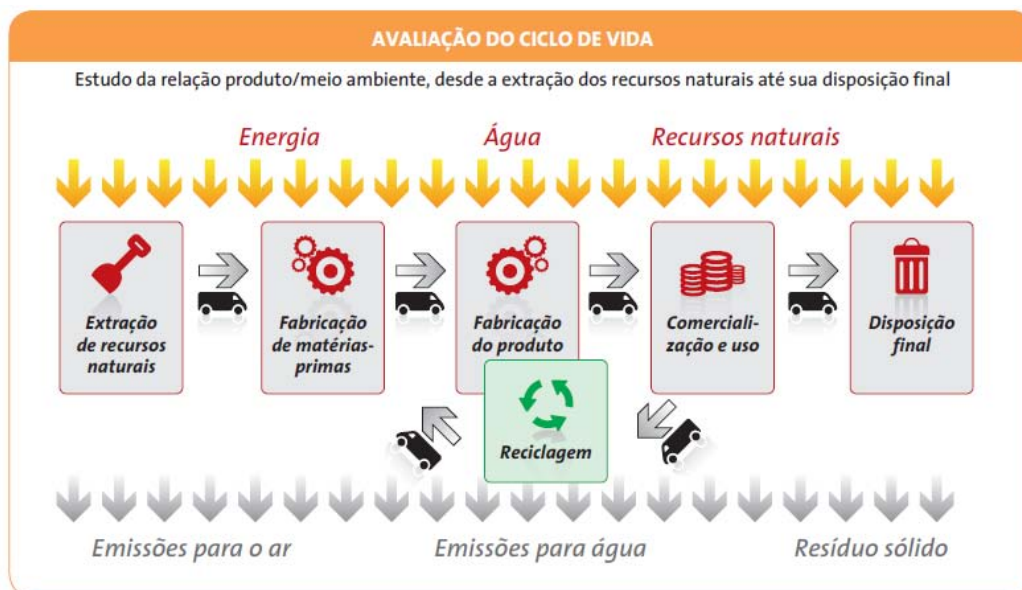 AVALIAÇÃO DO CICLO DE VIDA
Estudo da relação produto/meio ambiente, desde a extração dos recursos naturais até sua disposição final
Energia
Água
Recursos naturais
Extração
de recursos
naturais
Fabricação
de matérias-
primas
Fabricação
do produto
Comerciali-
zação e uso
Disposição
final
Reciclagem
Emissões para o ar
Emissões para água
Resíduo sólido